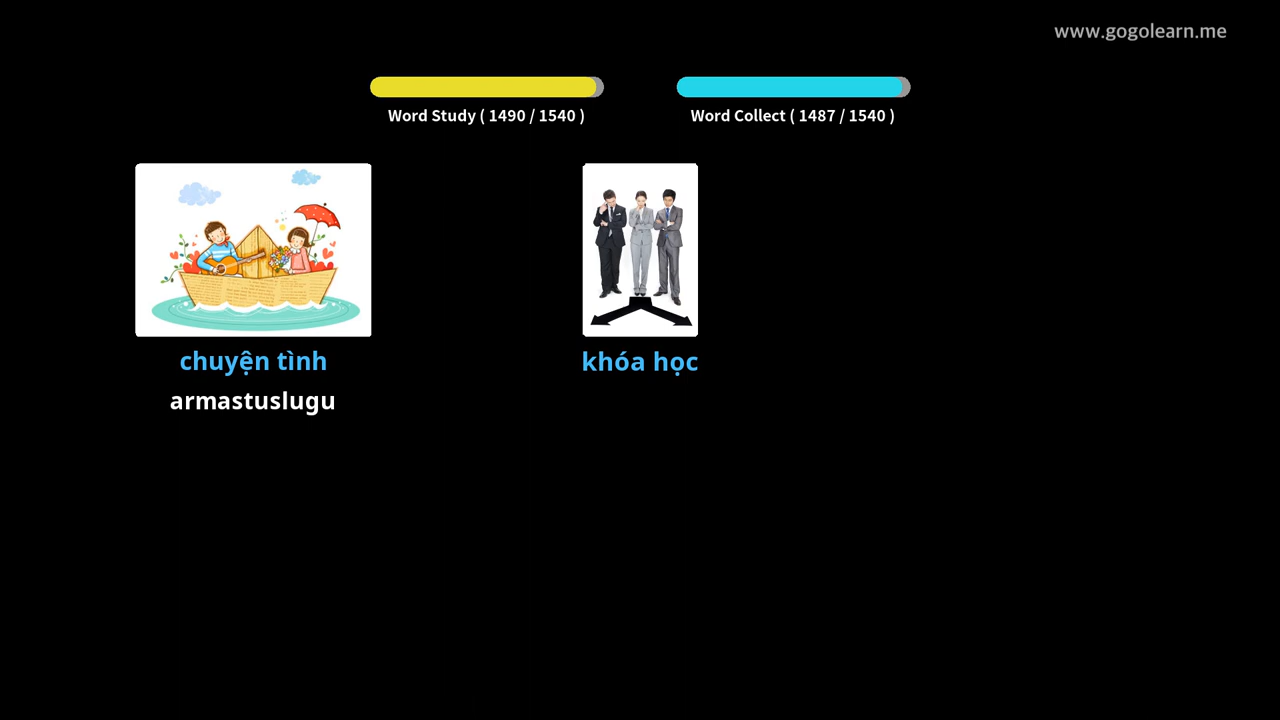 www.gogolearn.me
Word Study ( 1490 / 1540 )
Word Collect ( 1487 / 1540 )
chuyện tình
armastuslugu
khóa học